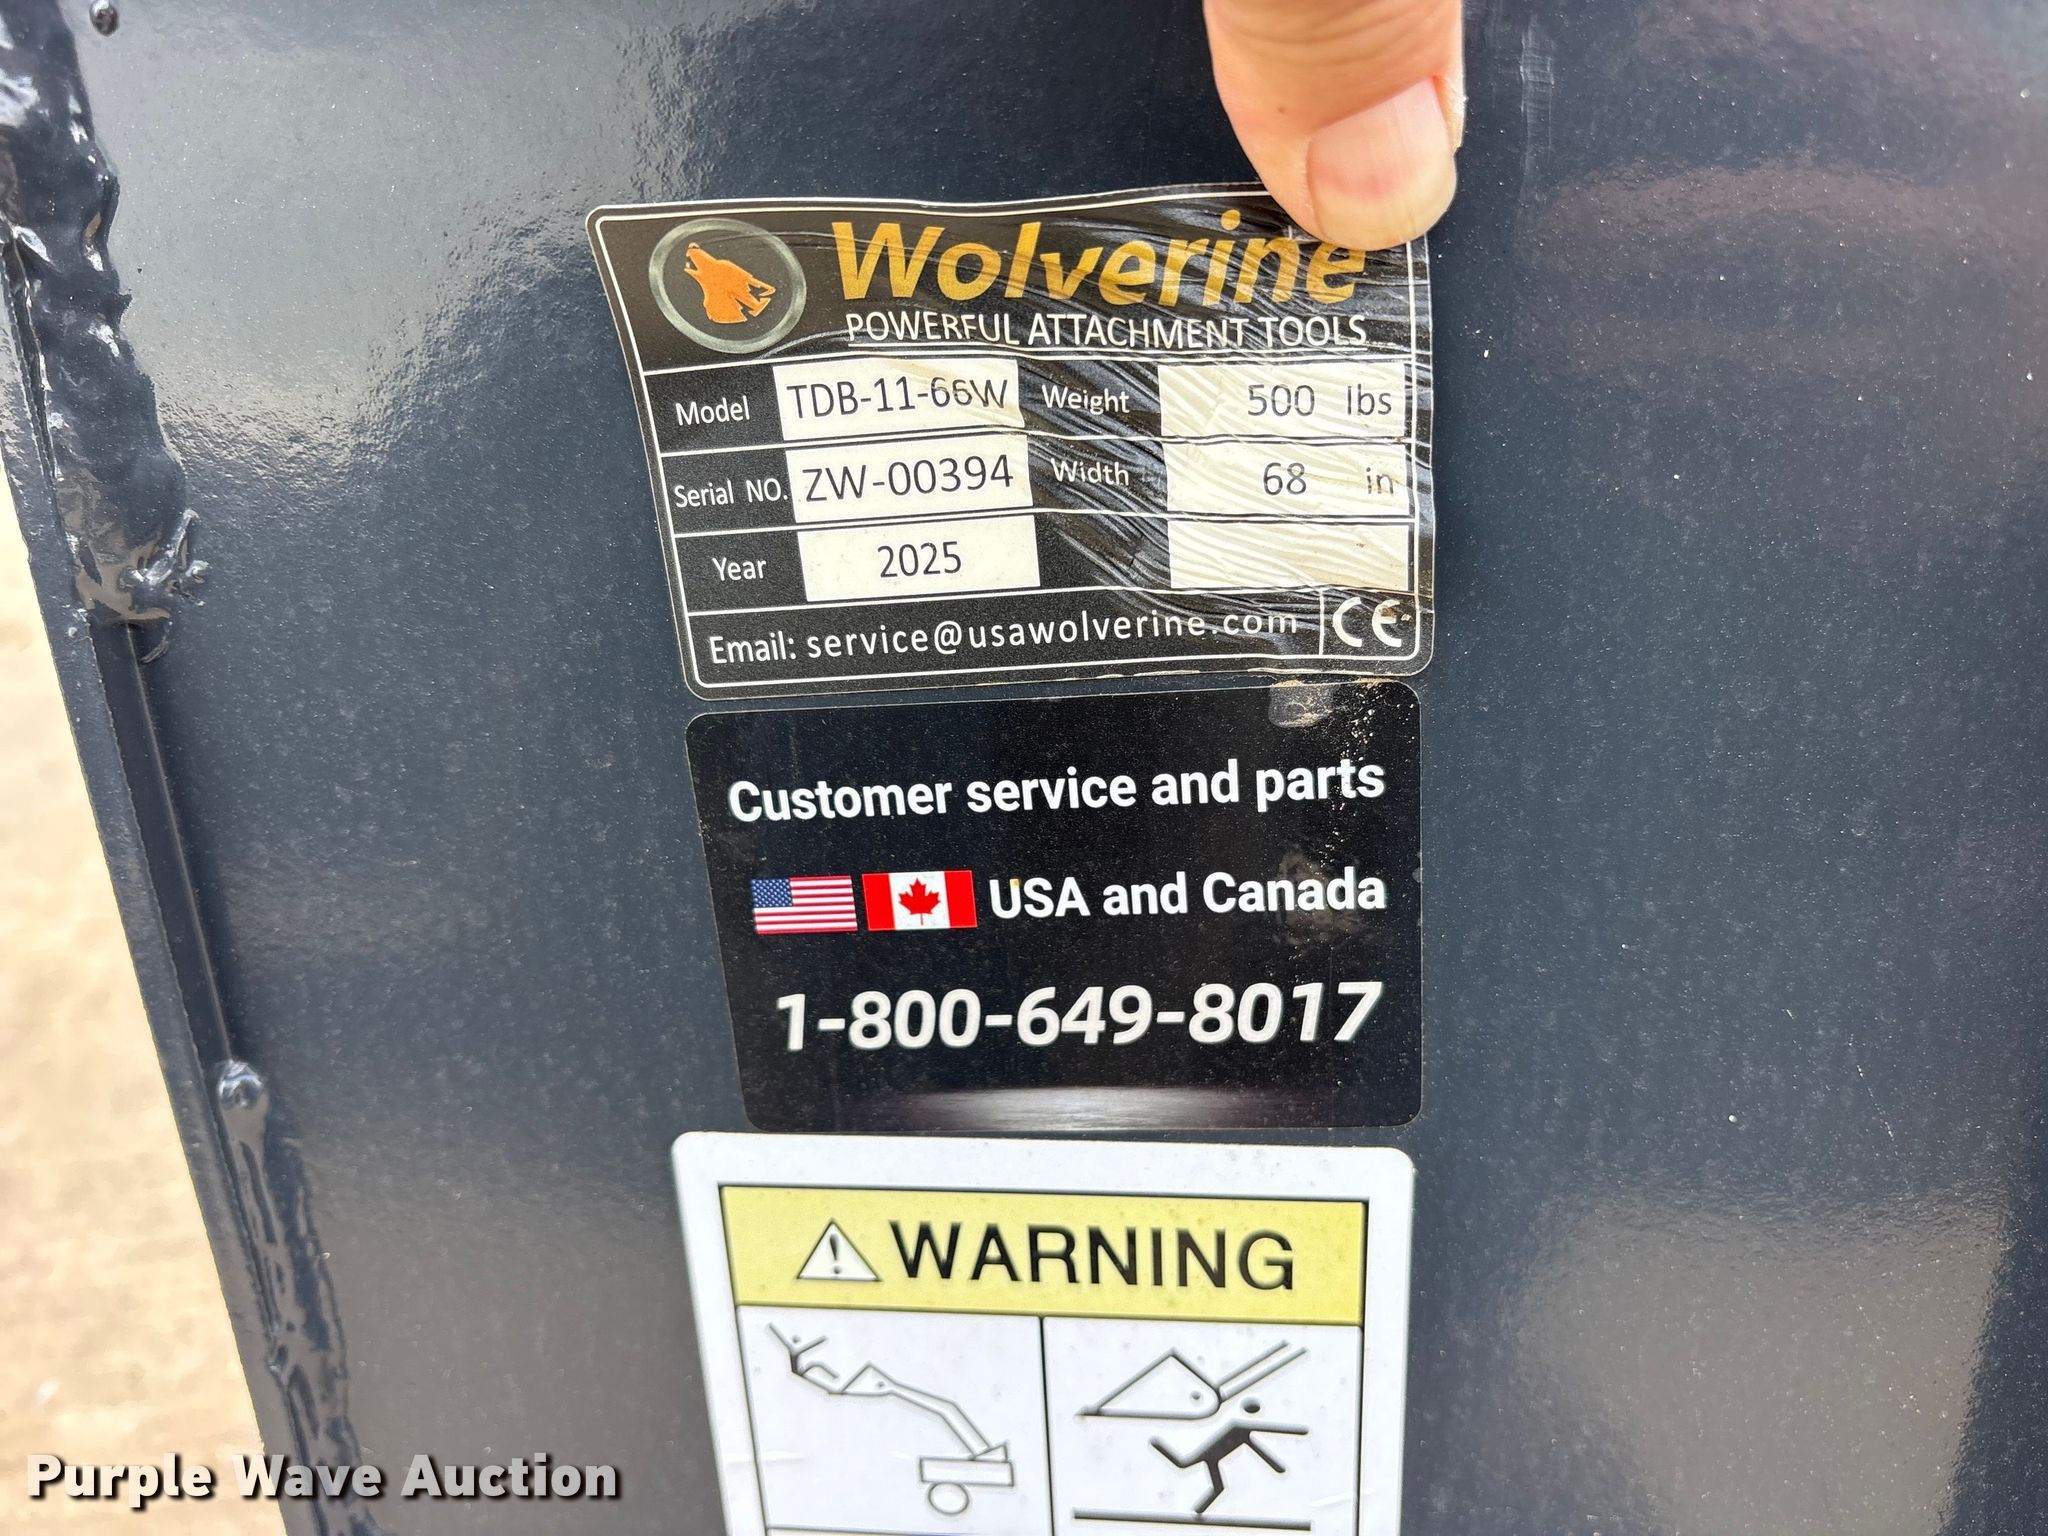 Wolverine
POWERFUL ATTACHMENT TOOLS
Model TDB-11-66W Weight 500 lbs
Serial NO. ZW-00394 Width 68 in
Year 2025
Email: service@usawolverine.com CE
Customer service and parts
USA and Canada
1-800-649-8017
WARNING
Purple Wave Auction